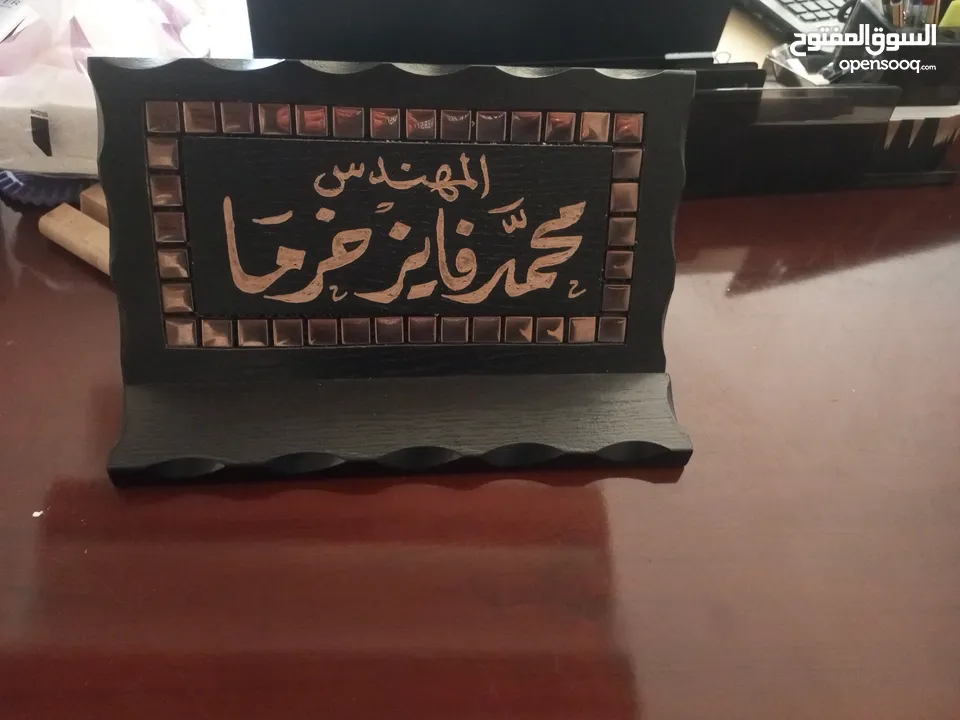 السوق المفتوح
opensooq.com
المهندس
محمد فايز خرما